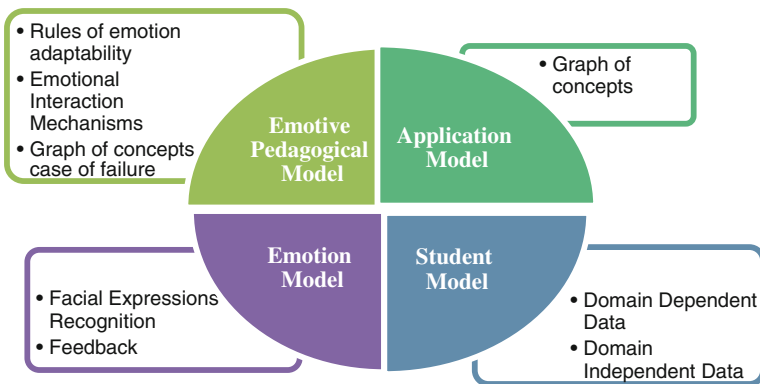 • Rules of emotion
adaptability
• Emotional
Interaction
Mechanisms
• Graph of concepts
case of failure
• Graph of
concepts
Emotive
Pedagogical
Model
Application
Model
Emotion
Model
Student
Model
• Facial Expressions
Recognition
• Feedback
• Domain Dependent
Data
• Domain
Independent Data